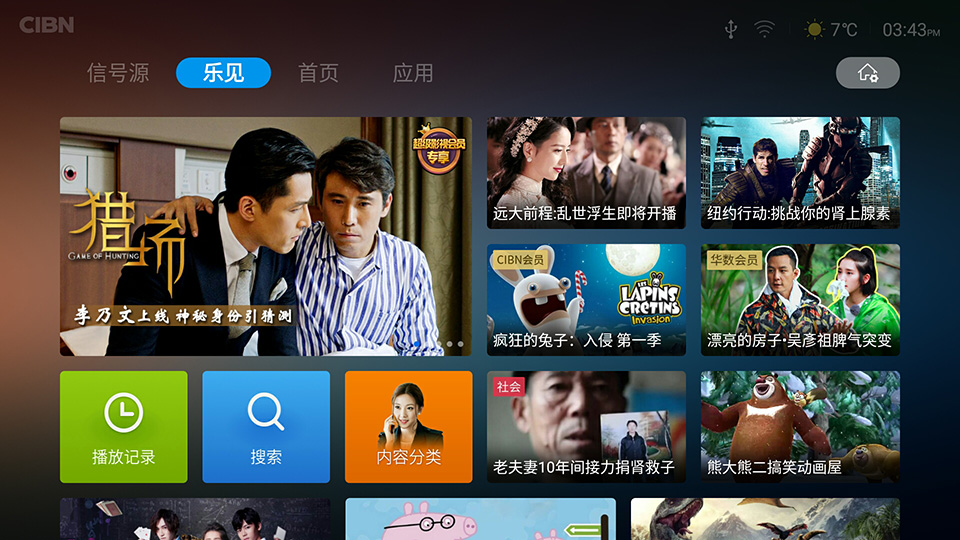 CIBN
7℃
03:43PM
信号源
乐见
首页
应用
超级影视会员
专享
猎场
GAME OF HUNTING
李乃文上线 神秘身份引猜测
远大前程:乱世浮生即将开播
纽约行动:挑战你的肾上腺素
CIBN会员
LES
LAPINS
CRÉTINS
Invasion
疯狂的兔子：入侵 第一季
华数会员
漂亮的房子·吴彦祖脾气突变
播放记录
搜索
内容分类
社会
老夫妻10年间接力捐肾救子
熊大熊二搞笑动画屋